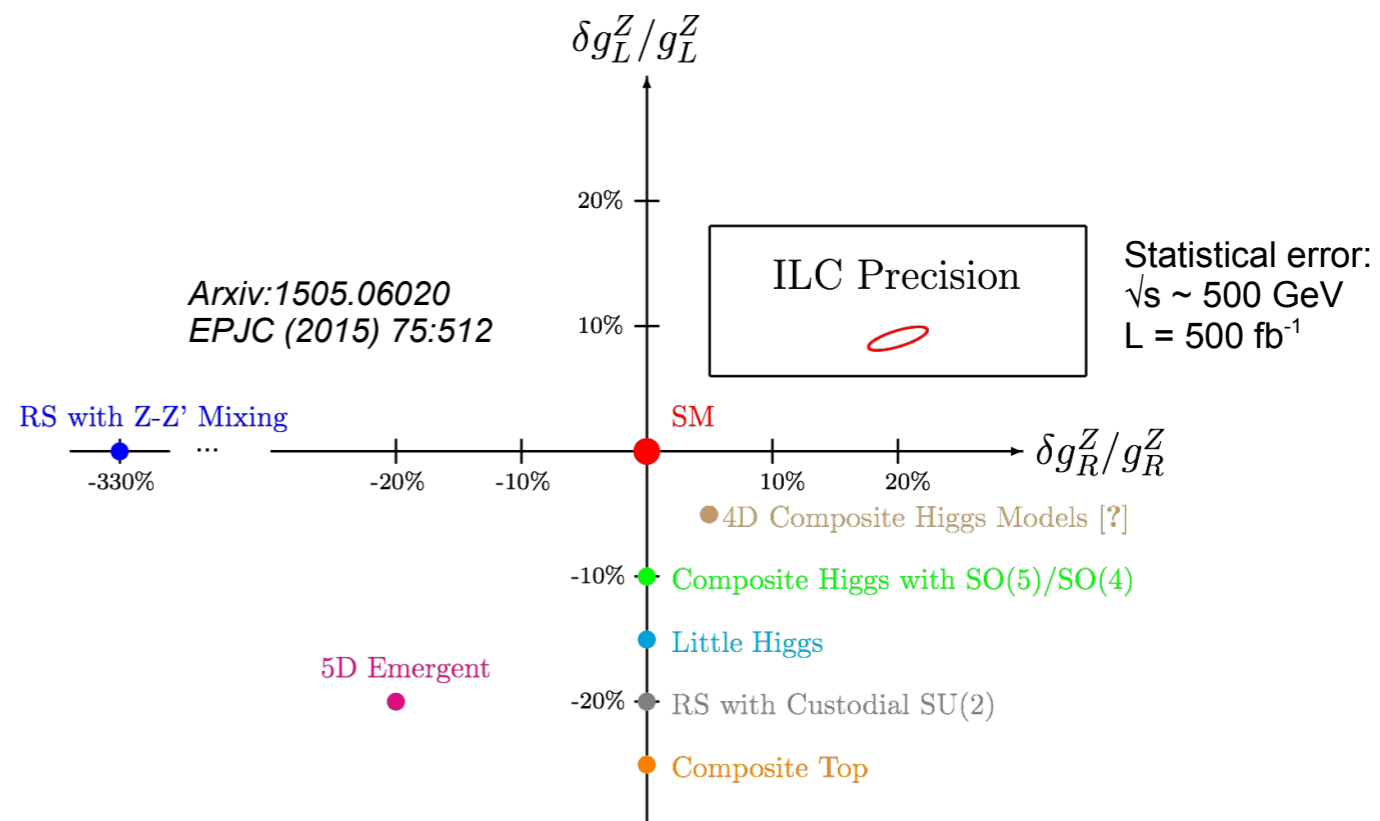 δg_L^Z/g_L^Z
20%
ILC Precision
Statistical error:
√s ~ 500 GeV
L = 500 fb⁻¹
Arxiv:1505.06020
EPJC (2015) 75:512
10%
RS with Z-Z' Mixing
SM
...
δg_R^Z/g_R^Z
-330%
-20%
-10%
10%
20%
4D Composite Higgs Models [?]
-10%
Composite Higgs with SO(5)/SO(4)
Little Higgs
5D Emergent
-20%
RS with Custodial SU(2)
Composite Top